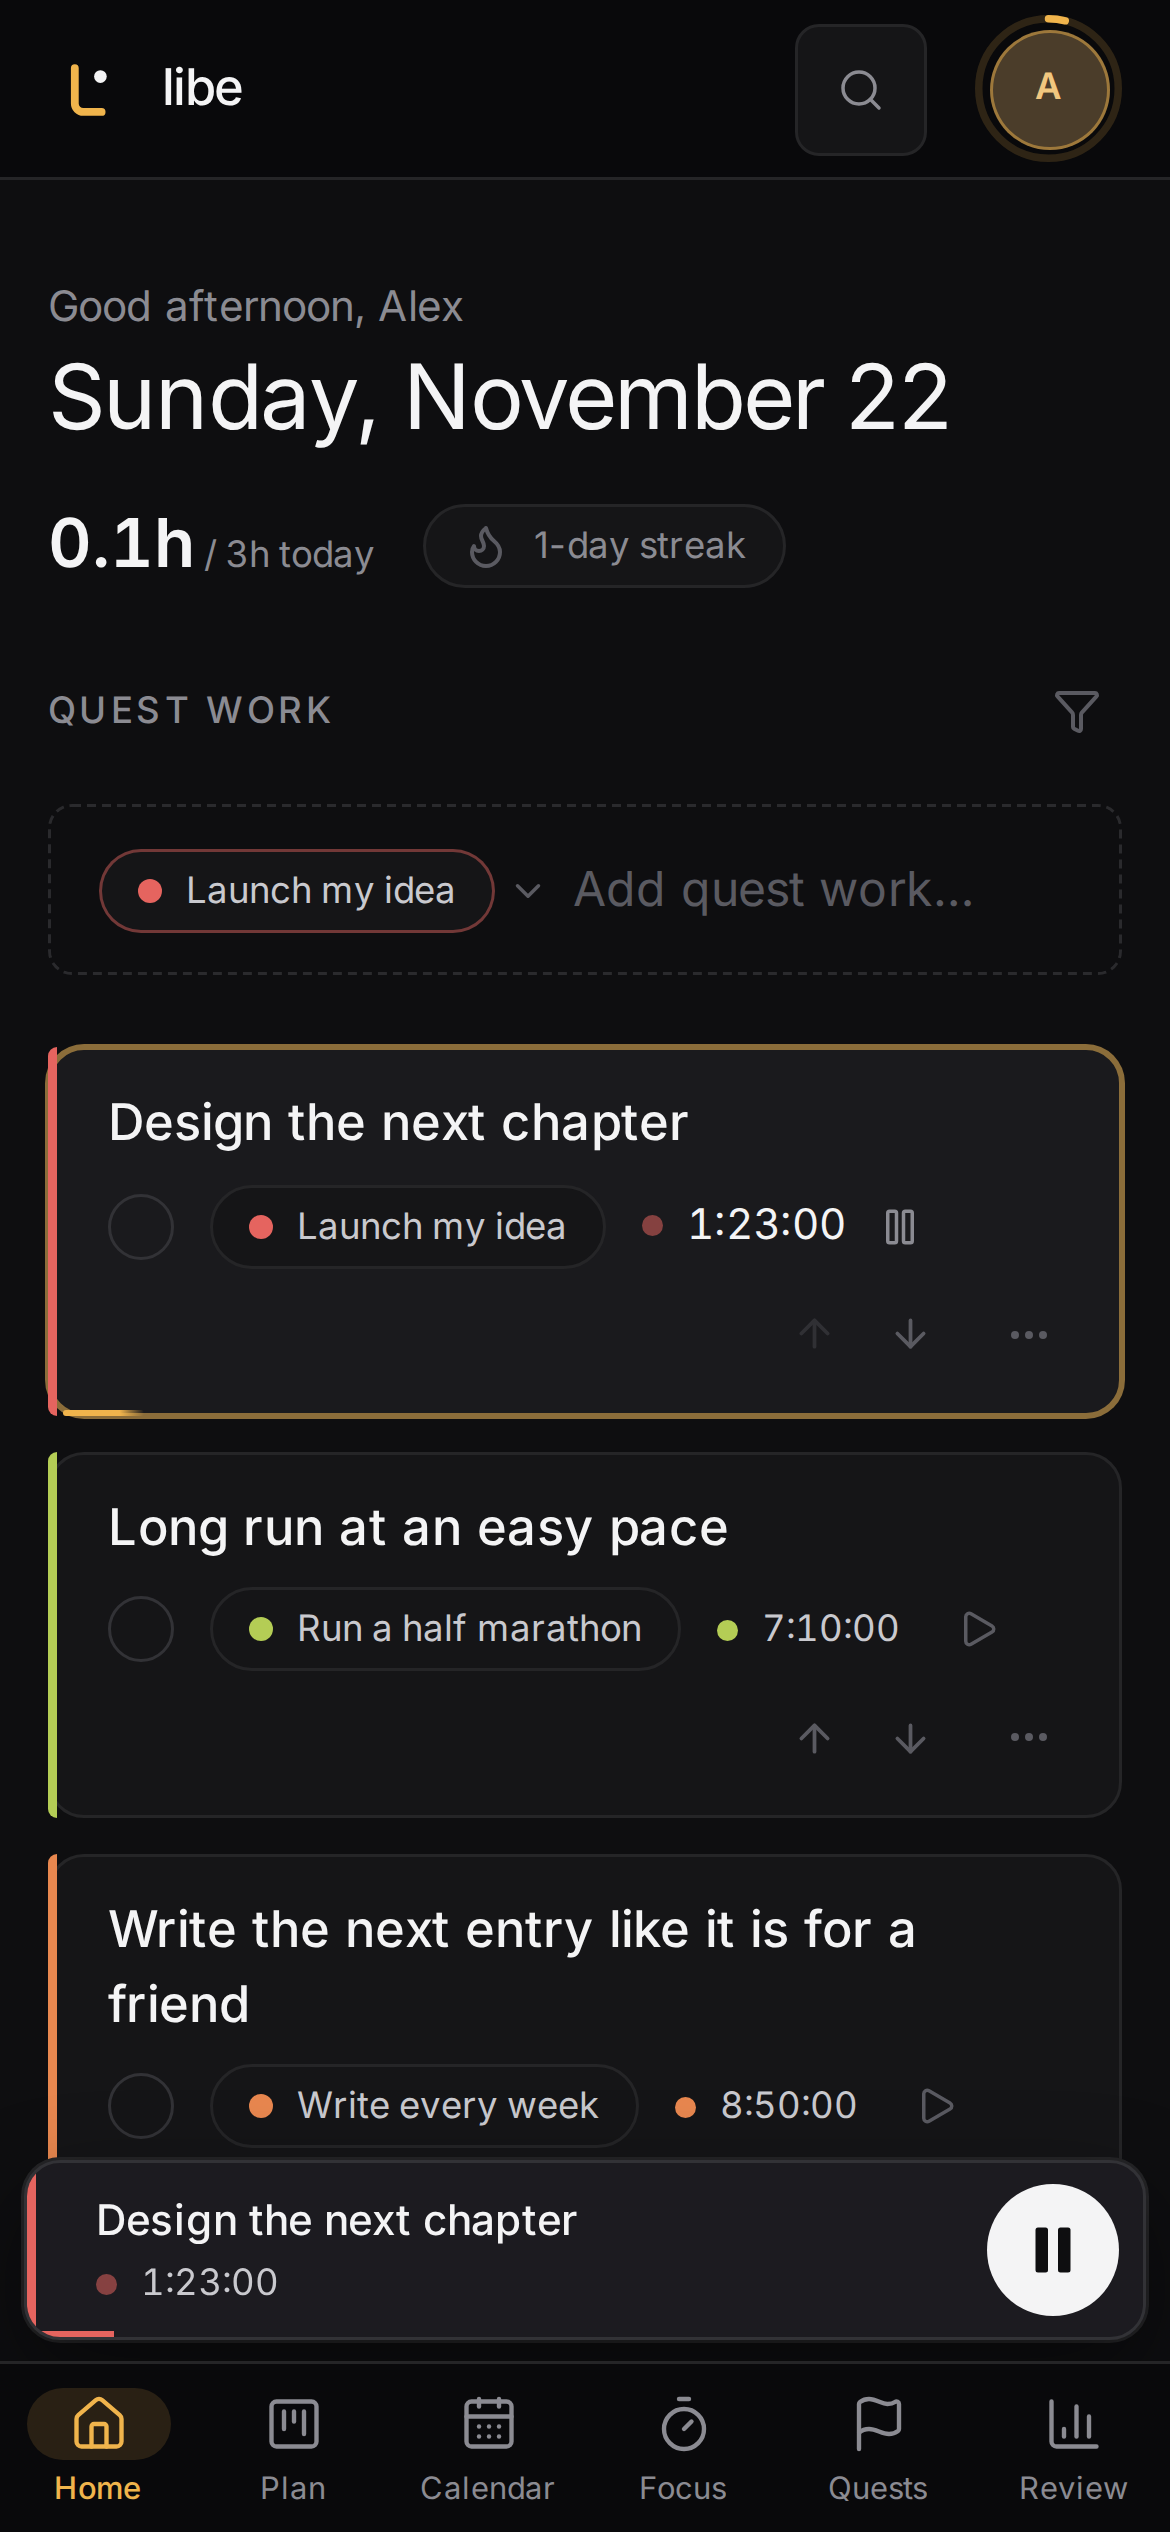 libe
A
Good afternoon, Alex
Sunday, November 22
0.1h / 3h today
1-day streak
QUEST WORK
Launch my idea
Add quest work...
Design the next chapter
Launch my idea
1:23:00
Long run at an easy pace
Run a half marathon
7:10:00
Write the next entry like it is for a
friend
Write every week
8:50:00
Design the next chapter
1:23:00
Home
Plan
Calendar
Focus
Quests
Review